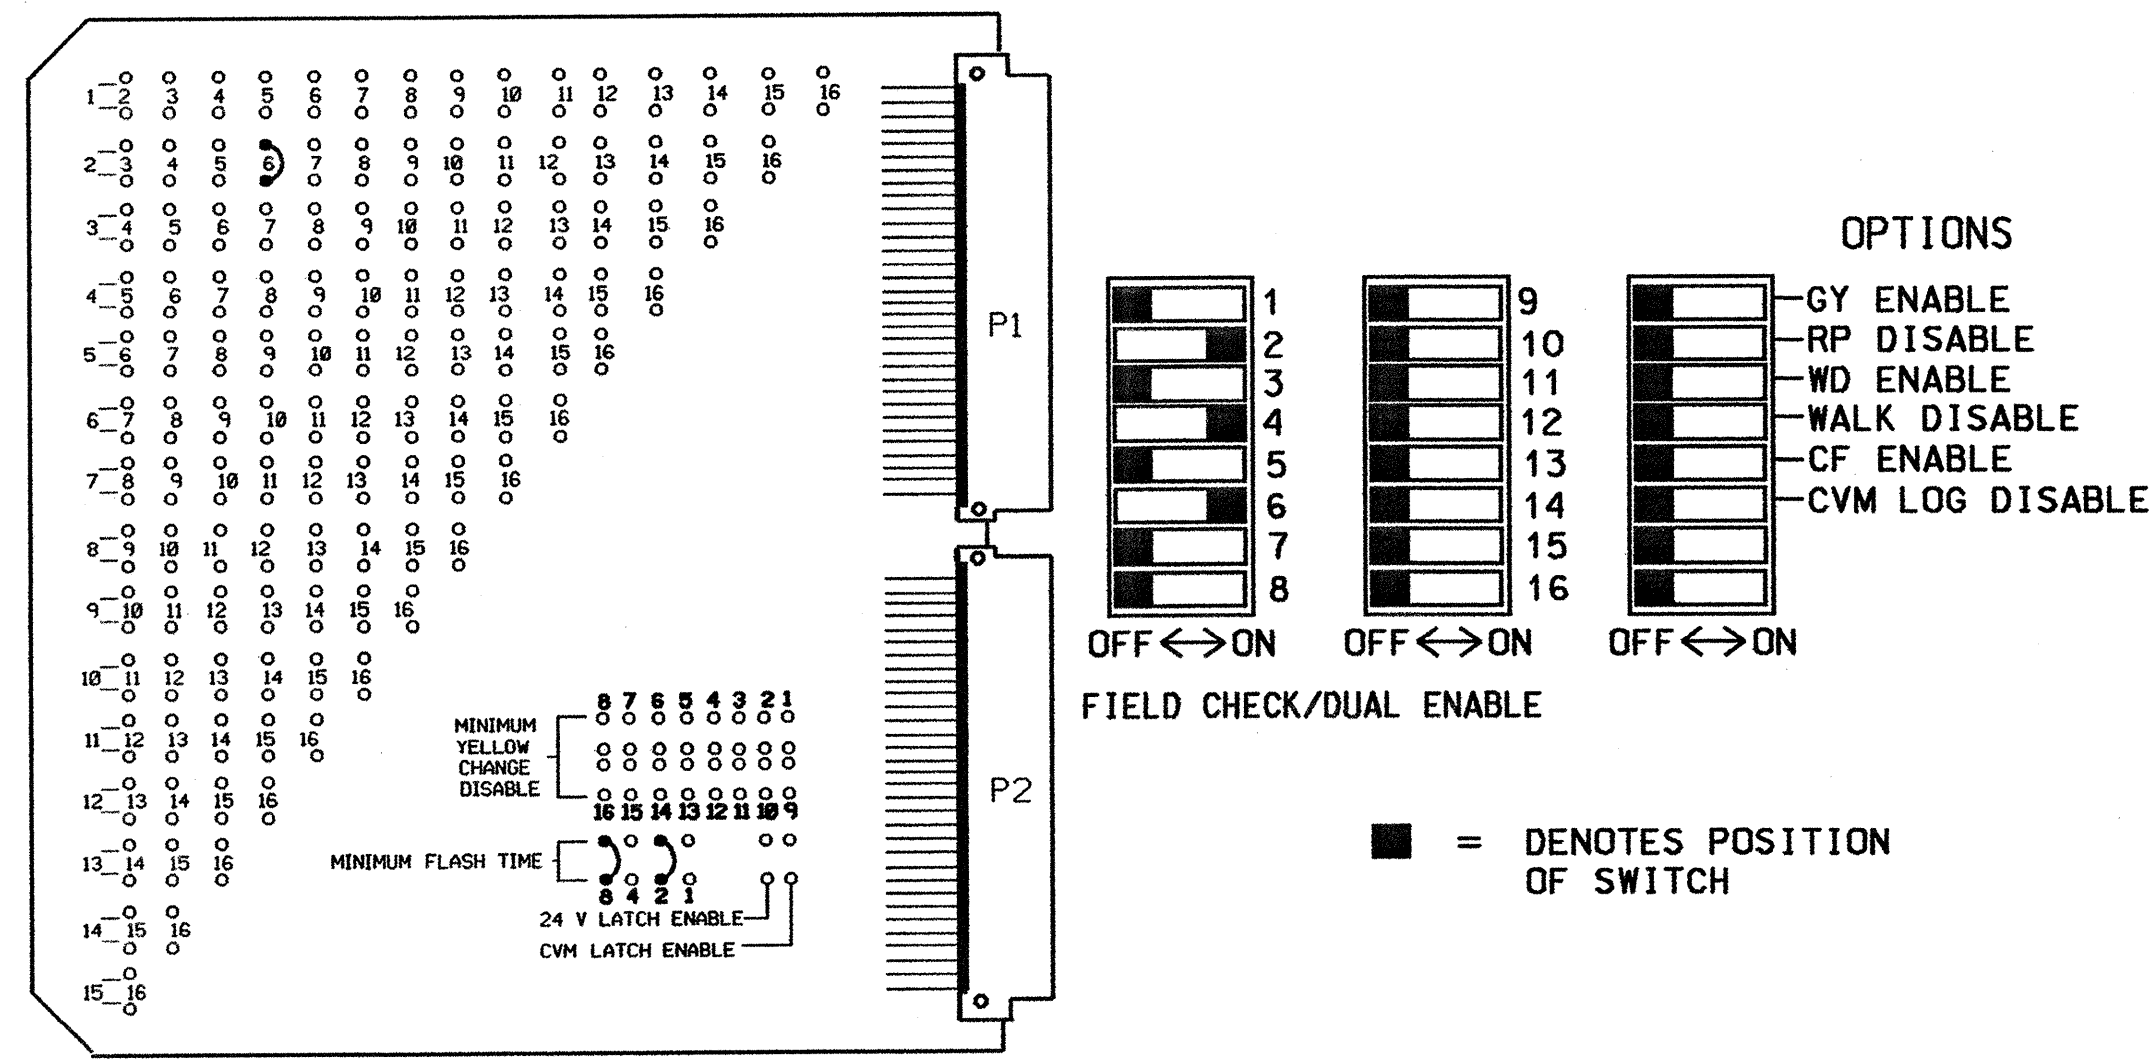 1 2 3 4 5 6 7 8 9 10 11 12 13 14 15 16
2 3 4 5 6 7 8 9 10 11 12 13 14 15 16
3 4 5 6 7 8 9 10 11 12 13 14 15 16
4 5 6 7 8 9 10 11 12 13 14 15 16
5 6 7 8 9 10 11 12 13 14 15 16
6 7 8 9 10 11 12 13 14 15 16
7 8 9 10 11 12 13 14 15 16
8 9 10 11 12 13 14 15 16
9 10 11 12 13 14 15 16
10 11 12 13 14 15 16
11 12 13 14 15 16
12 13 14 15 16
13 14 15 16
14 15 16
15 16
8 7 6 5 4 3 2 1
MINIMUM
YELLOW
CHANGE
DISABLE
16 15 14 13 12 11 10 9
MINIMUM FLASH TIME
8 4 2 1
24 V LATCH ENABLE
CVM LATCH ENABLE
P1
P2
1
2
3
4
5
6
7
8
OFF <-> ON
9
10
11
12
13
14
15
16
OFF <-> ON
FIELD CHECK/DUAL ENABLE
OPTIONS
GY ENABLE
RP DISABLE
WD ENABLE
WALK DISABLE
CF ENABLE
CVM LOG DISABLE
OFF <-> ON
= DENOTES POSITION
OF SWITCH